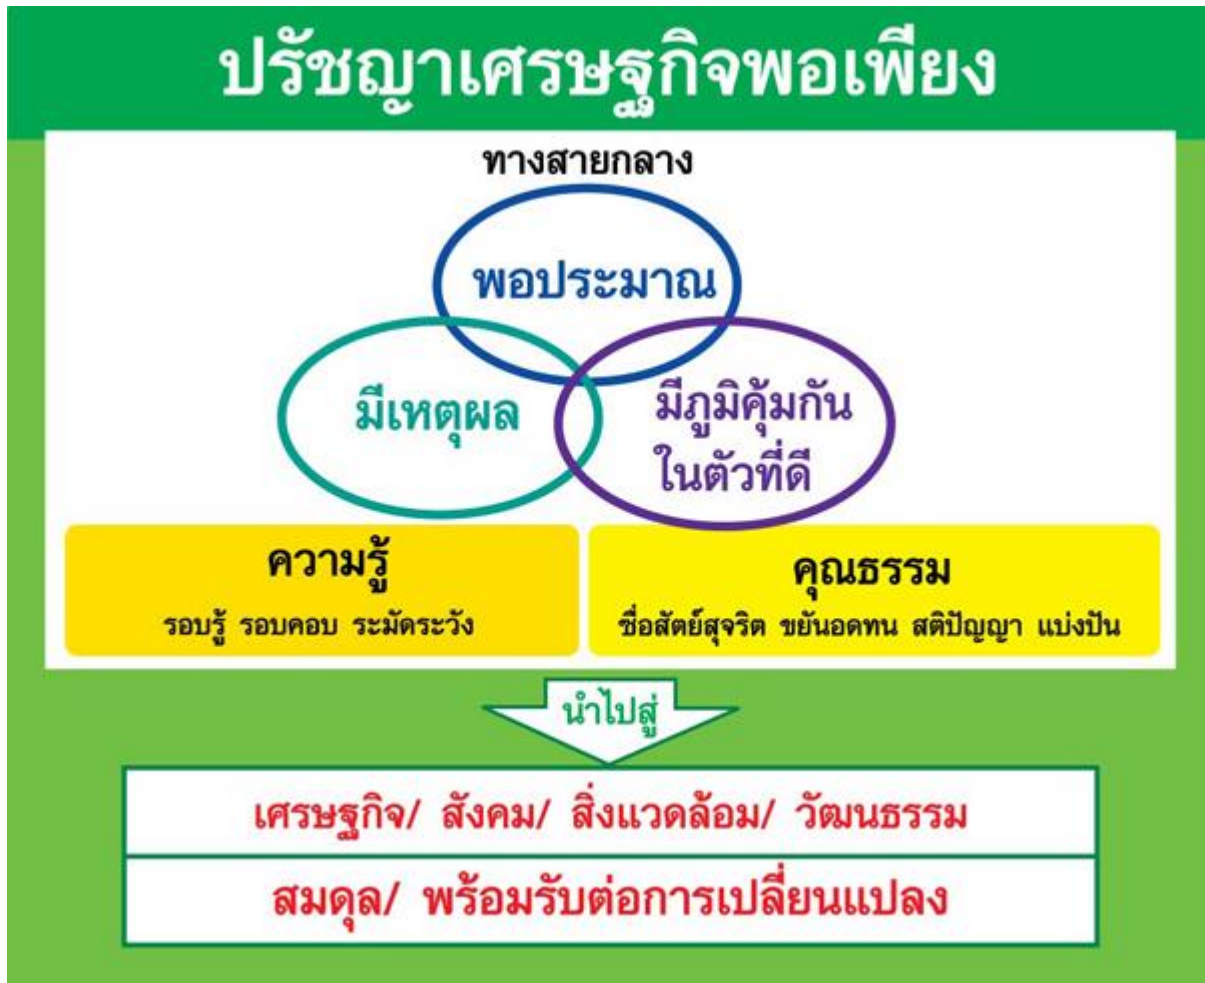 ปรัชญาเศรษฐกิจพอเพียง
ทางสายกลาง
พอประมาณ
มีเหตุผล
มีภูมิคุ้มกัน
ในตัวที่ดี
ความรู้
รอบรู้ รอบคอบ ระมัดระวัง
คุณธรรม
ซื่อสัตย์สุจริต ขยันอดทน สติปัญญา แบ่งปัน
นำไปสู่
เศรษฐกิจ/ สังคม/ สิ่งแวดล้อม/ วัฒนธรรม
สมดุล/ พร้อมรับต่อการเปลี่ยนแปลง